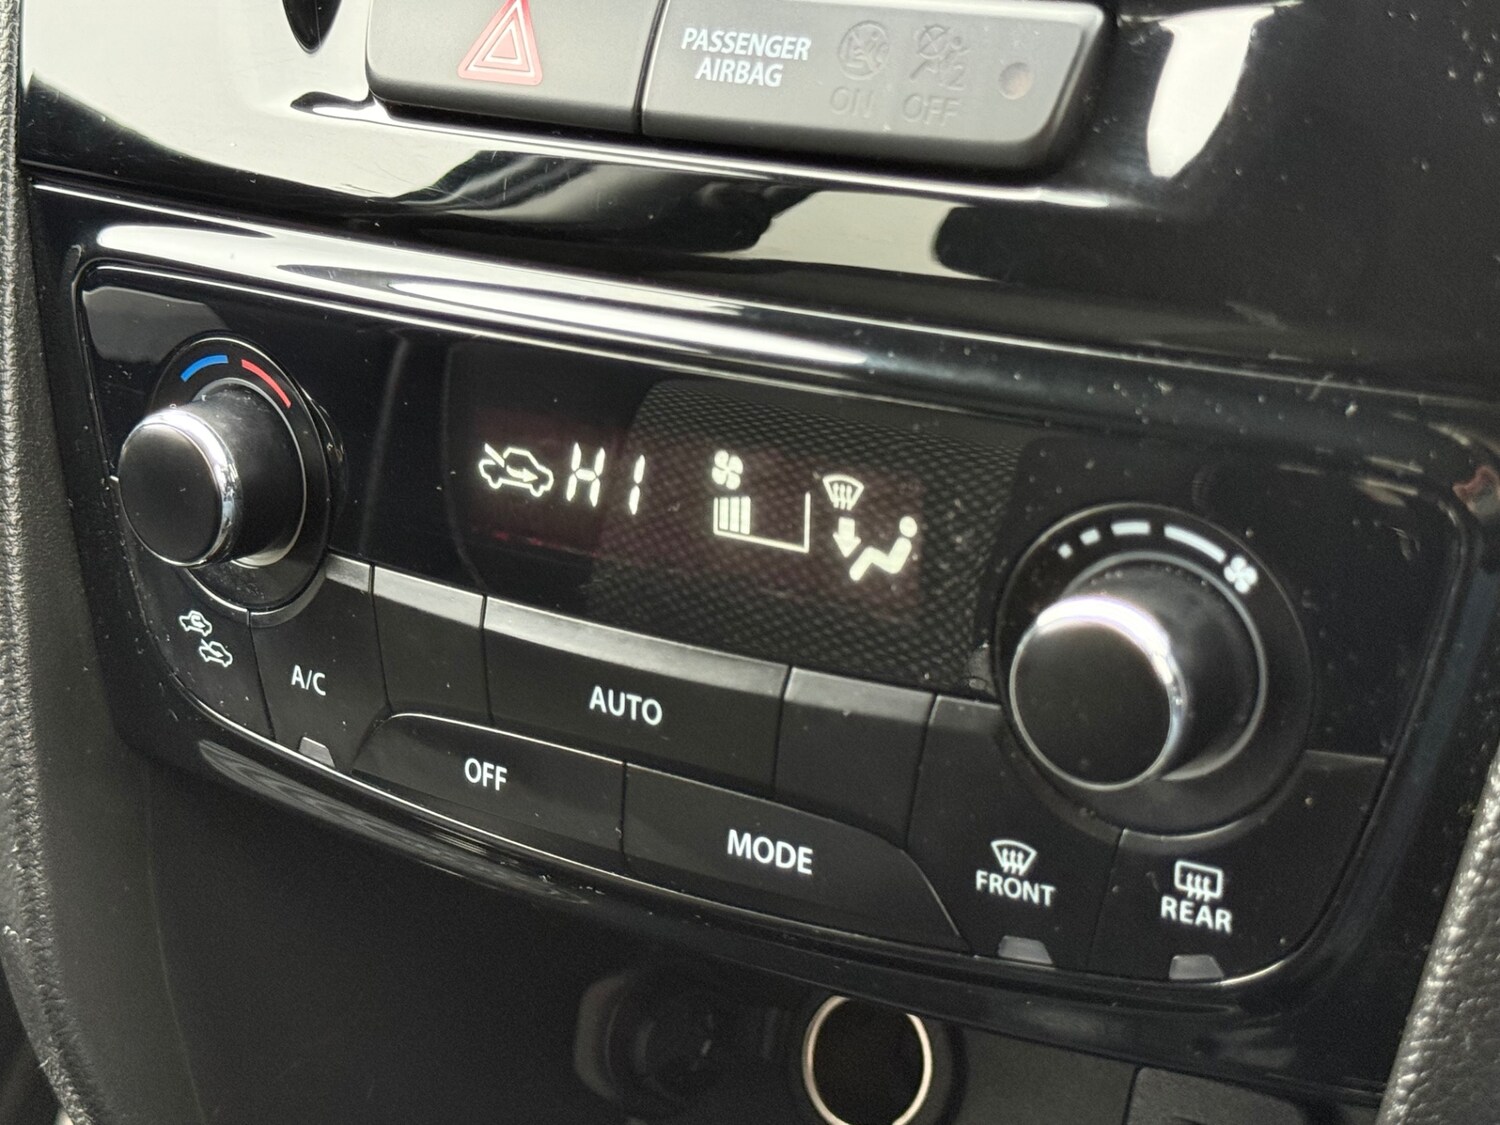 PASSENGER
AIRBAG
ON OFF
HI
A/C
AUTO
OFF
MODE
FRONT
REAR